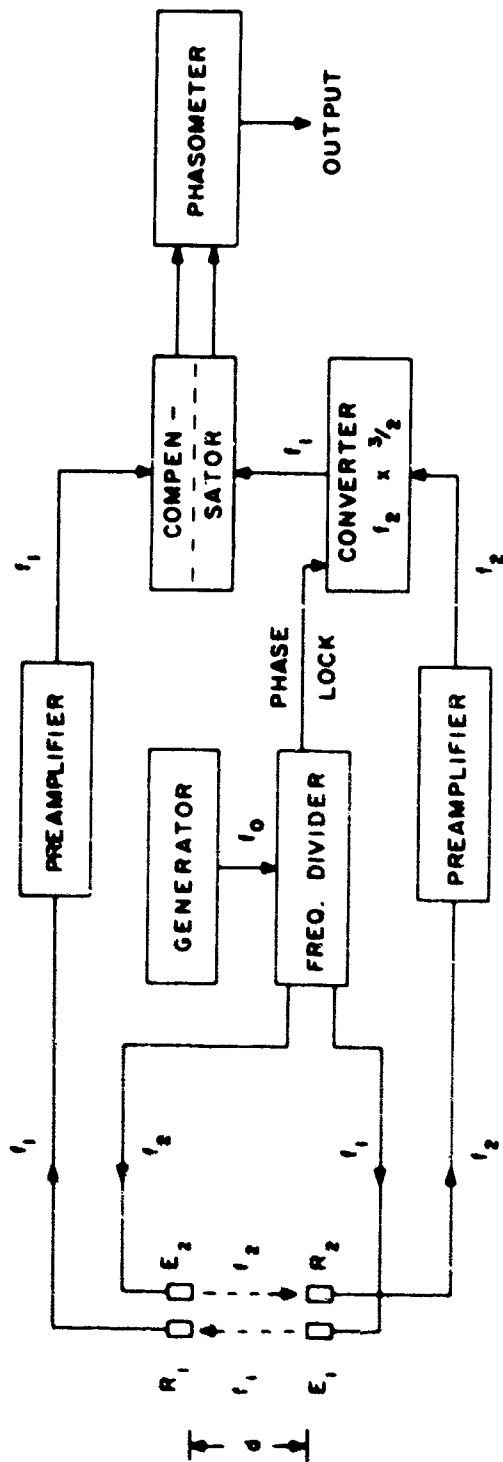 f₁
PREAMPLIFIER
f₁
GENERATOR
f₀
FREQ. DIVIDER
PHASE
LOCK
COMPEN-
SATOR
PHASOMETER
OUTPUT
f₁
CONVERTER
f₂ x 3/2
f₂
f₁
R₁
E₂
f₁
f₂
d
E₁
R₂
f₂
PREAMPLIFIER
f₂